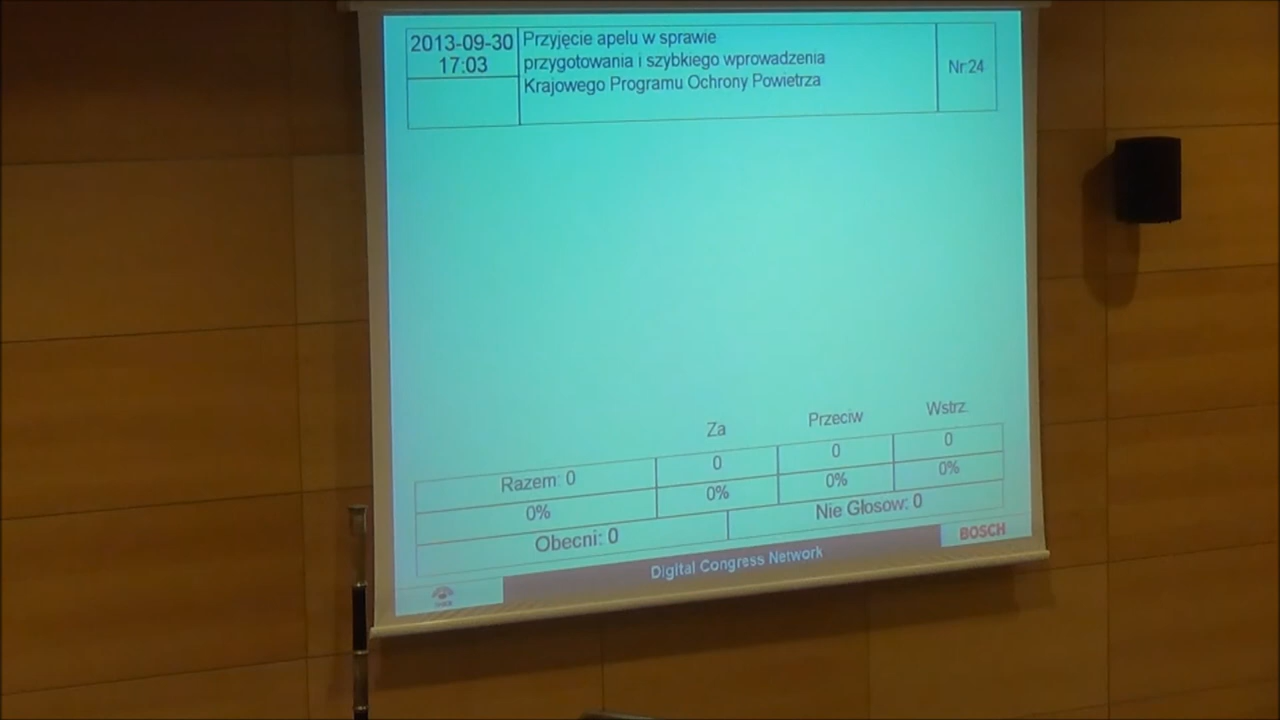 2013-09-30
17:03
Przyjęcie apelu w sprawie
przygotowania i szybkiego wprowadzenia
Krajowego Programu Ochrony Powietrza
Nr:24
Za
Przeciw
Wstrz.
Razem: 0
0
0
0
0%
0%
0%
0%
Obecni: 0
Nie Glosow: 0
Digital Congress Network
BOSCH